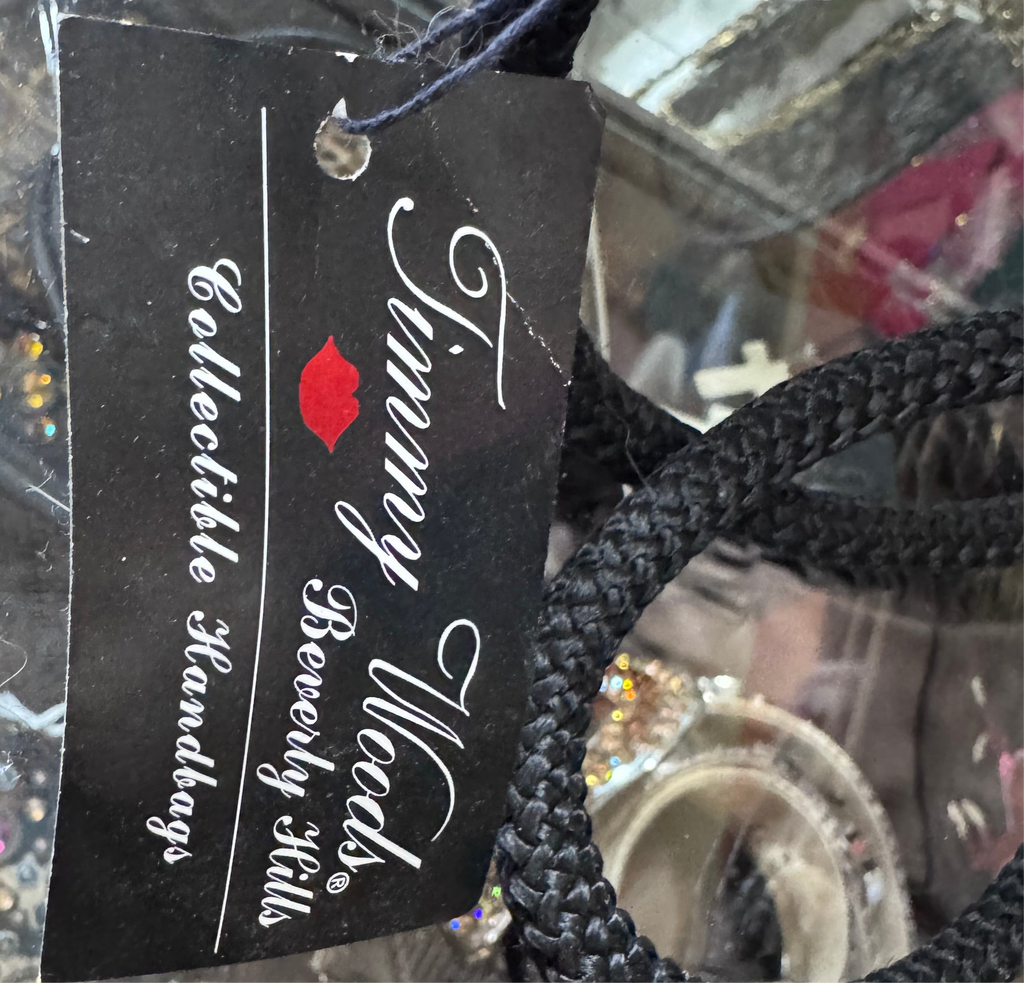 Timmy Woods®
Beverly Hills
Collectible Handbags